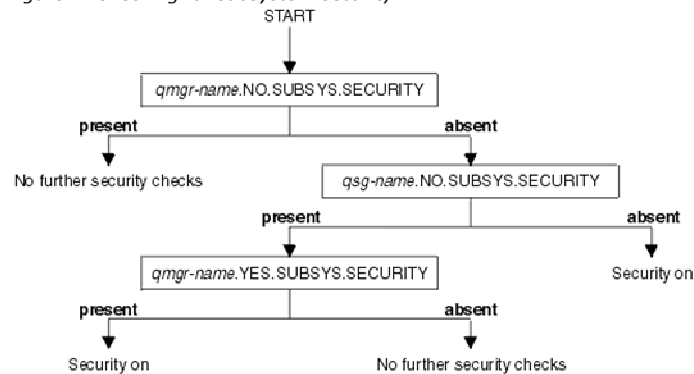 START
qmgr-name.NO.SUBSYS.SECURITY
present absent
No further security checks
qsg-name.NO.SUBSYS.SECURITY
present absent
qmgr-name.YES.SUBSYS.SECURITY
Security on
present absent
Security on
No further security checks